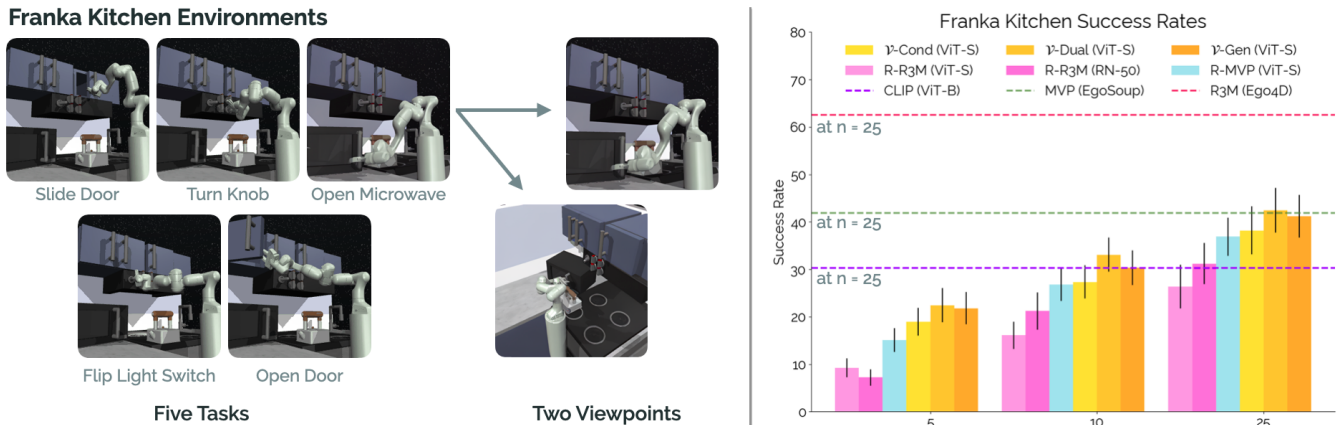 Franka Kitchen Environments
Slide Door
Turn Knob
Open Microwave
Flip Light Switch
Open Door
Five Tasks
Two Viewpoints
Franka Kitchen Success Rates
𝒱-Cond (ViT-S)
𝒱-Dual (ViT-S)
𝒱-Gen (ViT-S)
R-R3M (ViT-S)
R-R3M (RN-50)
R-MVP (ViT-S)
CLIP (ViT-B)
MVP (EgoSoup)
R3M (Ego4D)
Success Rate
80
70
60
50
40
30
20
10
0
at n = 25
at n = 25
at n = 25
5
10
25